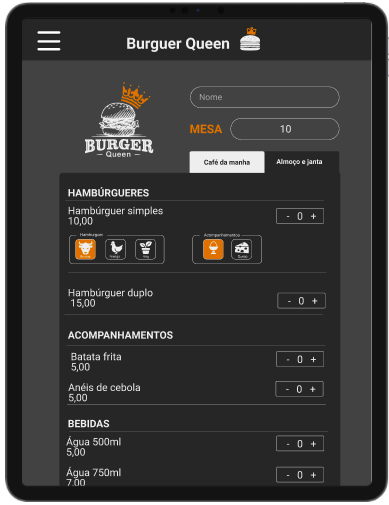 Burguer Queen
BURGER
Queen
Nome
MESA 10
Café da manha Almoço e janta
HAMBÚRGUERES
Hambúrguer simples
10,00
- 0 +
Hambúrguer
Acompanhamentos
Frango
Veg
Queijo
Hambúrguer duplo
15,00
- 0 +
ACOMPANHAMENTOS
Batata frita
5,00
- 0 +
Anéis de cebola
5,00
- 0 +
BEBIDAS
Água 500ml
5,00
- 0 +
Água 750ml
7,00
- 0 +